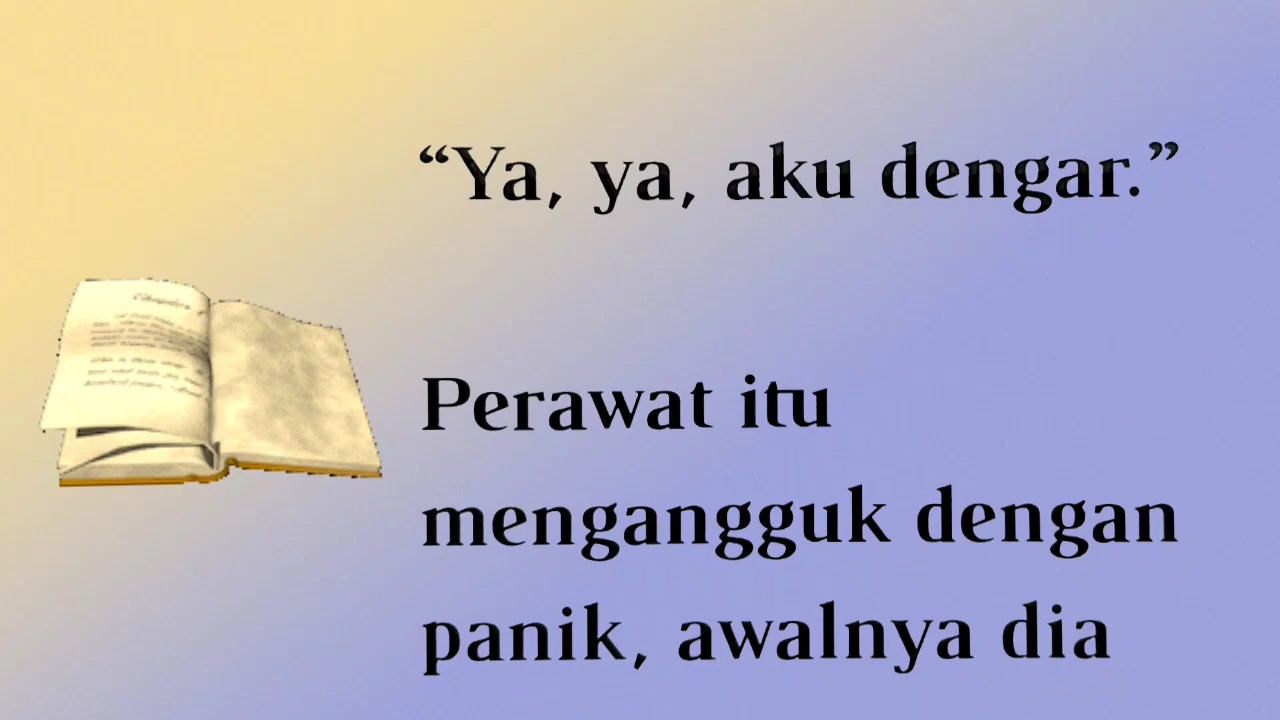 “Ya, ya, aku dengar.”
Perawat itu
mengangguk dengan
panik, awalnya dia